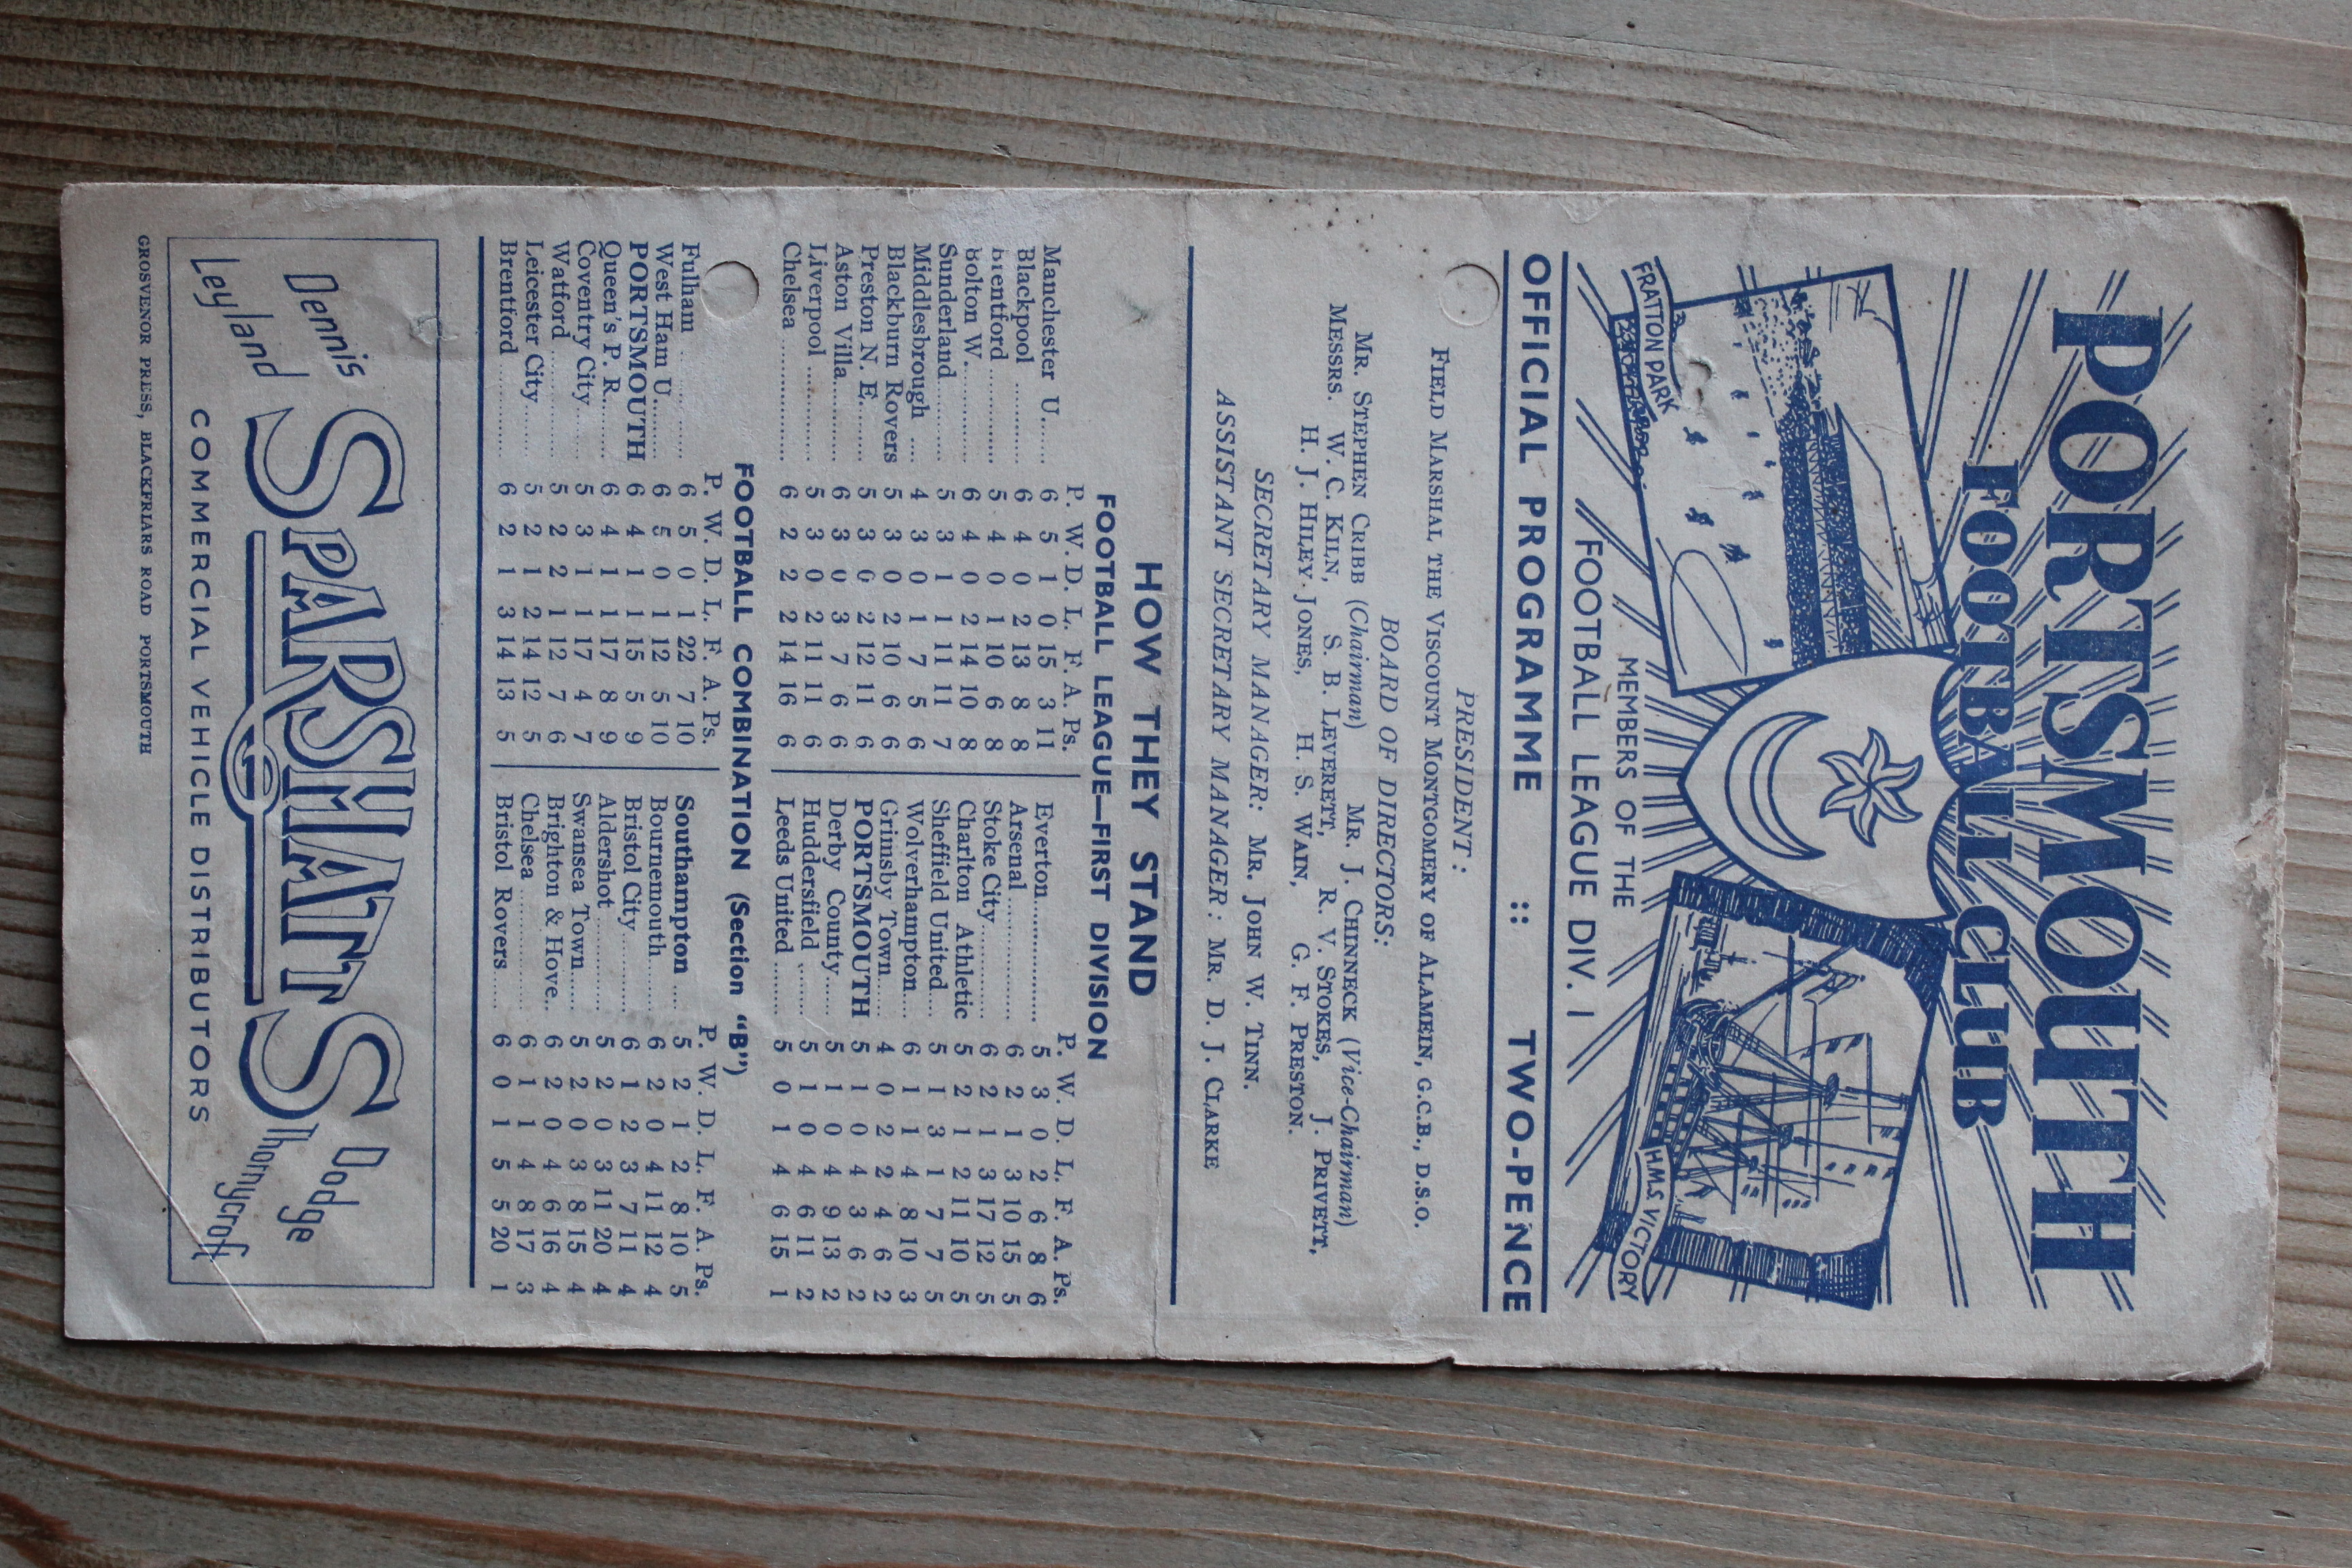 PORTSMOUTH
FOOTBALL CLUB
FRATTON PARK
H.M.S. VICTORY
MEMBERS OF THE
FOOTBALL LEAGUE DIV. 1
OFFICIAL PROGRAMME :: TWO-PENCE
PRESIDENT:
FIELD MARSHAL THE VISCOUNT MONTGOMERY OF ALAMEIN, G.C.B., D.S.O.
BOARD OF DIRECTORS:
MR. STEPHEN CRIBB (Chairman) MR. J. CHINNECK (Vice-Chairman)
MESSRS. W. C. KILN, S. B. LEVERETT, R. V. STOKES, J. PRIVETT,
H. J. HILEY-JONES, H. S. WAIN, G. F. PRESTON.
SECRETARY MANAGER: MR. JOHN W. TINN.
ASSISTANT SECRETARY MANAGER: MR. D. J. CLARKE
HOW THEY STAND
FOOTBALL LEAGUE—FIRST DIVISION
P. W. D. L. F. A. Ps.
Manchester U. 6 5 1 0 15 3 11
Blackpool 6 4 0 2 13 8 8
Brentford 5 4 0 1 10 6 8
Bolton W. 6 4 0 2 14 10 8
Sunderland 5 3 1 1 11 11 7
Middlesbrough 4 3 0 1 7 5 6
Blackburn Rovers 5 3 0 2 10 6 6
Preston N. E. 5 3 0 2 12 11 6
Aston Villa 6 3 0 3 7 6 6
Liverpool 5 3 0 2 11 11 6
Chelsea 6 2 2 2 14 16 6
P. W. D. L. F. A. Ps.
Everton 5 3 0 2 6 8 6
Arsenal 6 2 1 3 10 15 5
Stoke City 6 2 1 3 17 12 5
Charlton Athletic 5 2 1 2 11 10 5
Sheffield United 5 1 3 1 7 7 5
Wolverhampton 6 1 1 4 8 10 3
Grimsby Town 4 0 2 2 4 6 2
PORTSMOUTH 5 1 0 4 3 6 2
Derby County 5 1 0 4 9 13 2
Huddersfield 5 1 0 4 6 11 2
Leeds United 5 0 1 4 6 15 1
FOOTBALL COMBINATION (Section "B")
P. W. D. L. F. A. Ps.
Fulham 6 5 0 1 22 7 10
West Ham U. 6 5 0 1 12 5 10
PORTSMOUTH 6 4 1 1 15 5 9
Queen's P. R. 6 4 1 1 17 8 9
Coventry City 5 3 1 1 17 4 7
Watford 5 2 2 1 12 7 6
Leicester City 5 2 1 2 14 12 5
Brentford 6 2 1 3 14 13 5
P. W. D. L. F. A. Ps.
Southampton 5 2 1 2 8 10 5
Bournemouth 6 2 0 4 11 12 4
Bristol City 6 1 2 3 7 11 4
Aldershot 5 2 0 3 11 20 4
Swansea Town 5 2 0 3 8 15 4
Brighton & Hove 6 2 0 4 6 16 4
Chelsea 6 1 1 4 8 17 3
Bristol Rovers 6 0 1 5 5 20 1
Dennis
Leyland
SPARSHATTS
Dodge
Thornycroft
COMMERCIAL VEHICLE DISTRIBUTORS
GROSVENOR PRESS, BLACKFRIARS ROAD PORTSMOUTH